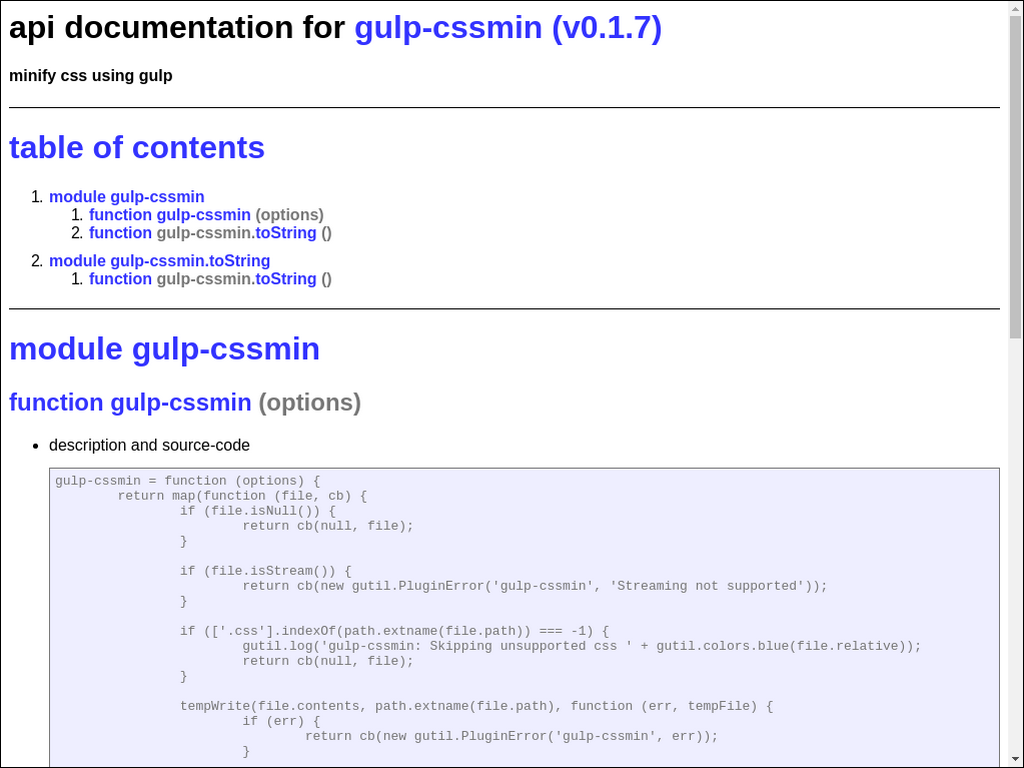 api documentation for gulp-cssmin (v0.1.7)
minify css using gulp
table of contents
1. module gulp-cssmin
1. function gulp-cssmin (options)
2. function gulp-cssmin.toString ()
2. module gulp-cssmin.toString
1. function gulp-cssmin.toString ()
module gulp-cssmin
function gulp-cssmin (options)
• description and source-code
gulp-cssmin = function (options) {
return map(function (file, cb) {
if (file.isNull()) {
return cb(null, file);
}
if (file.isStream()) {
return cb(new gutil.PluginError('gulp-cssmin', 'Streaming not supported'));
}
if (['.css'].indexOf(path.extname(file.path)) === -1) {
gutil.log('gulp-cssmin: Skipping unsupported css ' + gutil.colors.blue(file.relative));
return cb(null, file);
}
tempWrite(file.contents, path.extname(file.path), function (err, tempFile) {
if (err) {
return cb(new gutil.PluginError('gulp-cssmin', err));
}